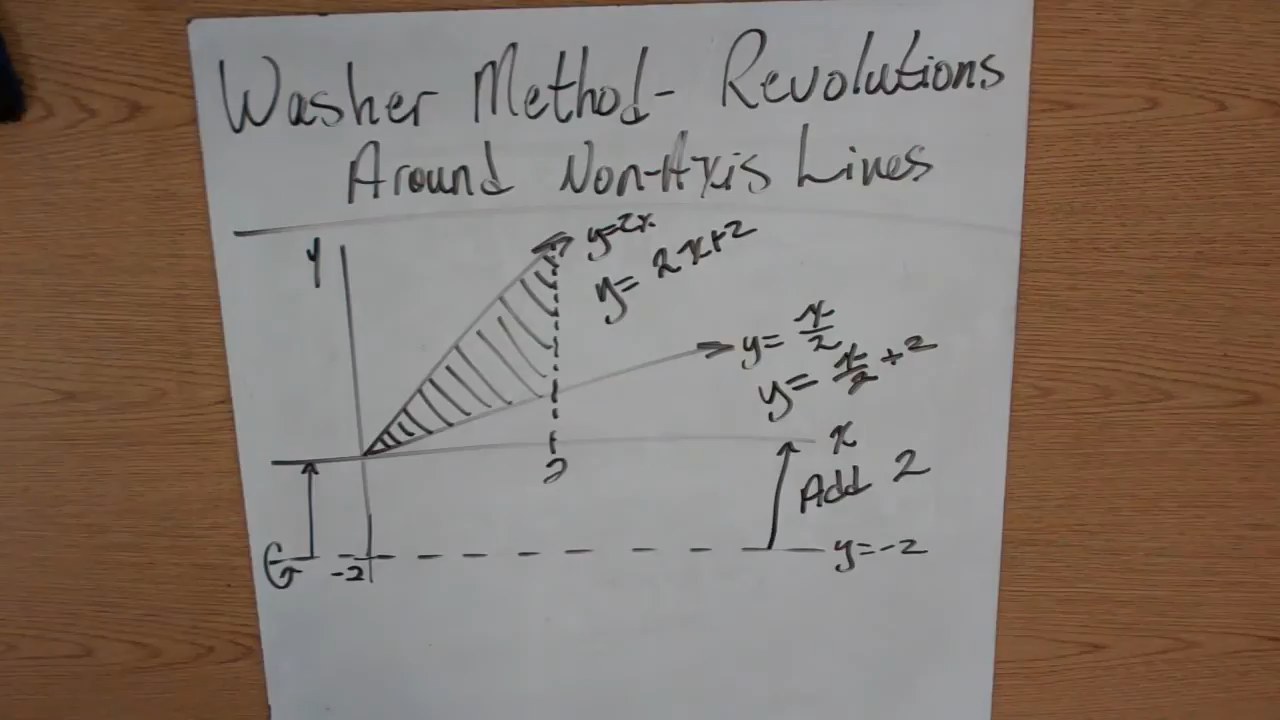 Washer Method- Revolutions
Around Non-Axis Lines
y
y=2x
y= 2x+2
y= x/2
y= x/2 +2
x
Add 2
2
-2
y=-2